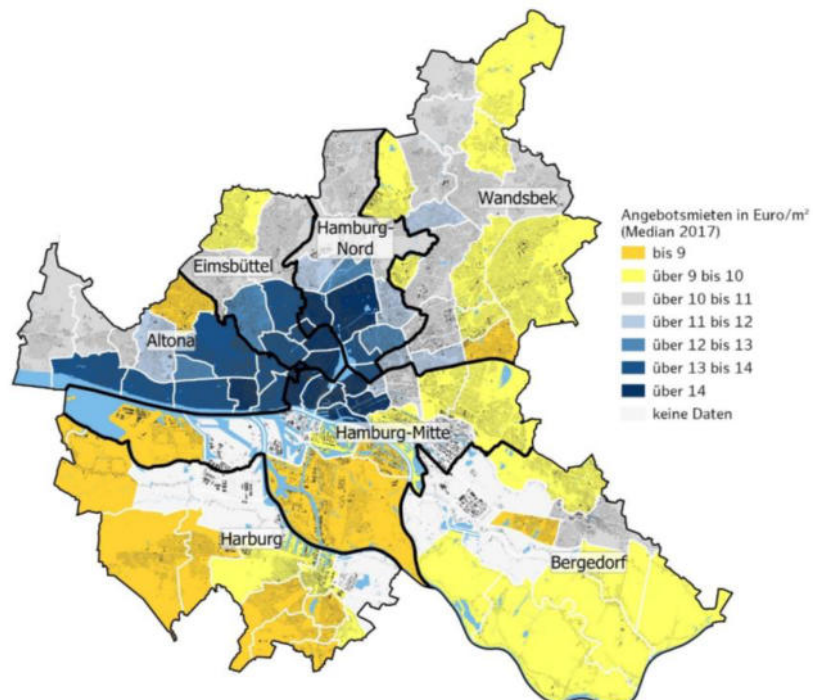 Wandsbek
Hamburg-
Nord
Eimsbüttel
Altona
Hamburg-Mitte
Harburg
Bergedorf
Angebotsmieten in Euro/m²
(Median 2017)
bis 9
über 9 bis 10
über 10 bis 11
über 11 bis 12
über 12 bis 13
über 13 bis 14
über 14
keine Daten